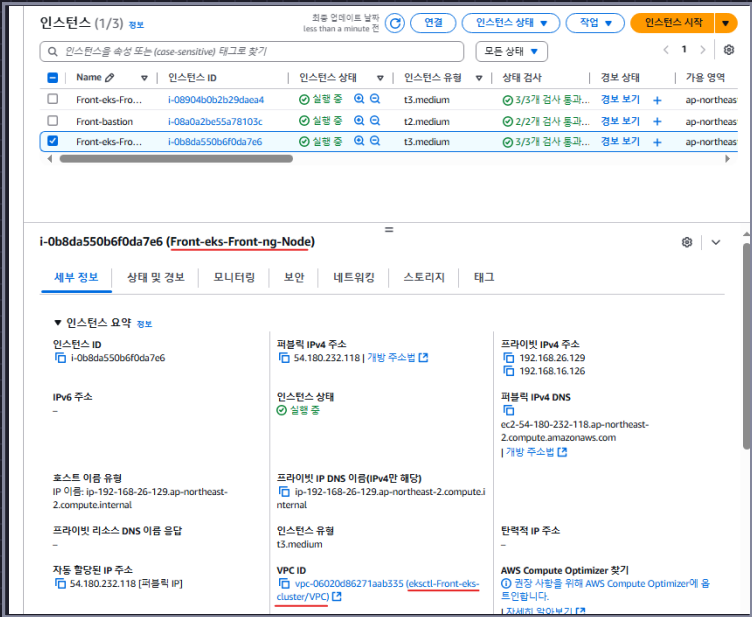 인스턴스 (1/3) 정보
최종 업데이트 날짜
less than a minute 전
연결
인스턴스 상태
작업
인스턴스 시작
인스턴스을 속성 또는 (case-sensitive) 태그로 찾기
모든 상태
1
Name
인스턴스 ID
인스턴스 상태
인스턴스 유형
상태 검사
경보 상태
가용 영역
Front-eks-Fro... i-08904b0b2b29daea4 실행 중 t3.medium 3/3개 검사 통과... 경보 보기 + ap-northeast
Front-bastion i-08a0a2be55a78103c 실행 중 t2.medium 2/2개 검사 통과... 경보 보기 + ap-northeast
Front-eks-Fro... i-0b8da550b6f0da7e6 실행 중 t3.medium 3/3개 검사 통과... 경보 보기 + ap-northeast
i-0b8da550b6f0da7e6 (Front-eks-Front-ng-Node)
세부 정보
상태 및 경보
모니터링
보안
네트워킹
스토리지
태그
▼ 인스턴스 요약 정보
인스턴스 ID
i-0b8da550b6f0da7e6
퍼블릭 IPv4 주소
54.180.232.118 | 개방 주소법
프라이빗 IPv4 주소
192.168.26.129
192.168.16.126
IPv6 주소
–
인스턴스 상태
실행 중
퍼블릭 IPv4 DNS
ec2-54-180-232-118.ap-northeast-
2.compute.amazonaws.com
| 개방 주소법
호스트 이름 유형
IP 이름: ip-192-168-26-129.ap-northeast-
2.compute.internal
프라이빗 IP DNS 이름(IPv4만 해당)
ip-192-168-26-129.ap-northeast-2.compute.i
nternal
프라이빗 리소스 DNS 이름 응답
–
인스턴스 유형
t3.medium
탄력적 IP 주소
–
자동 할당된 IP 주소
54.180.232.118 [퍼블릭 IP]
VPC ID
vpc-06020d86271aab335 (eksctl-Front-eks-
cluster/VPC)
AWS Compute Optimizer 찾기
권장 사항을 위해 AWS Compute Optimizer에 옵
트인합니다.
| 자세히 알아보기